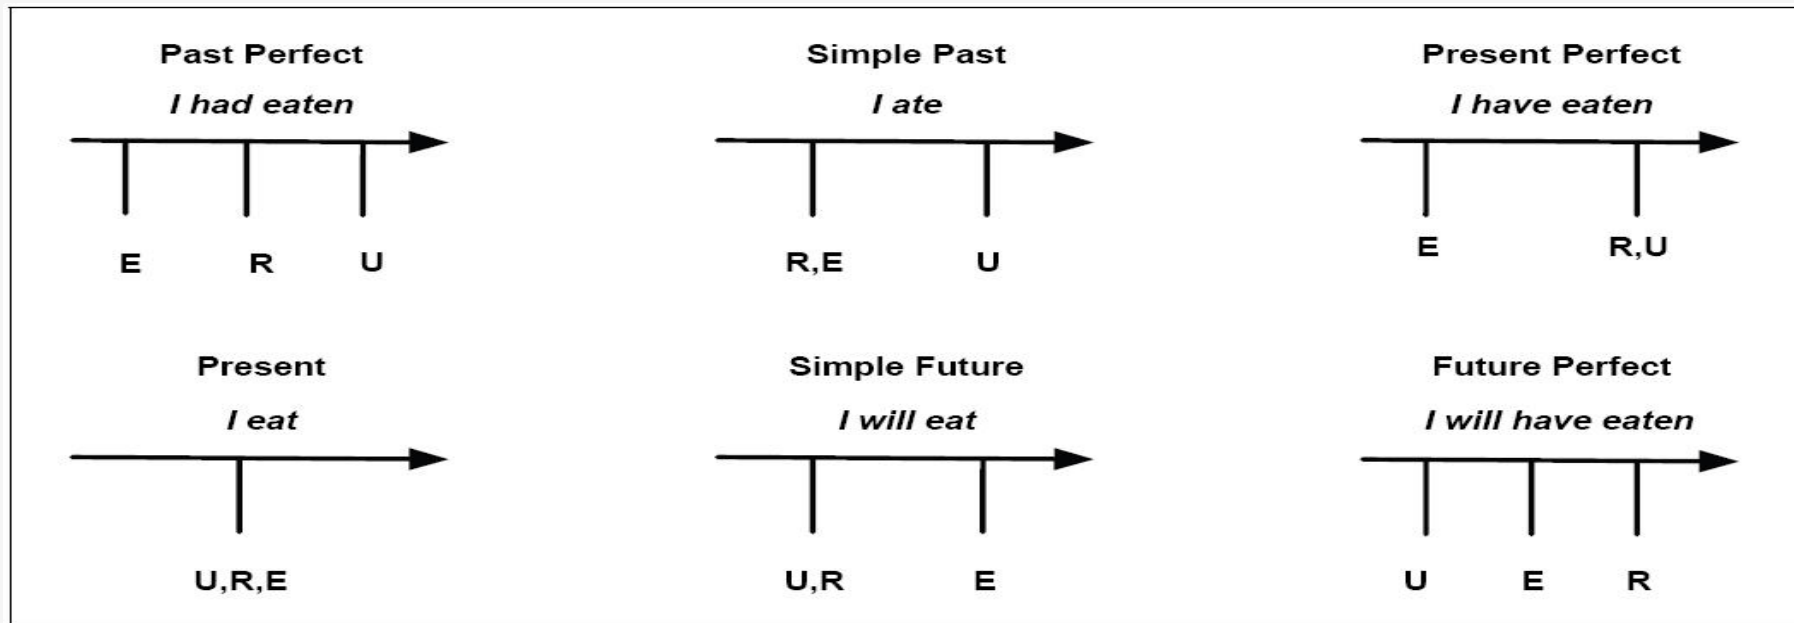 Past Perfect
I had eaten
E R U
Simple Past
I ate
R,E U
Present Perfect
I have eaten
E R,U
Present
I eat
U,R,E
Simple Future
I will eat
U,R E
Future Perfect
I will have eaten
U E R